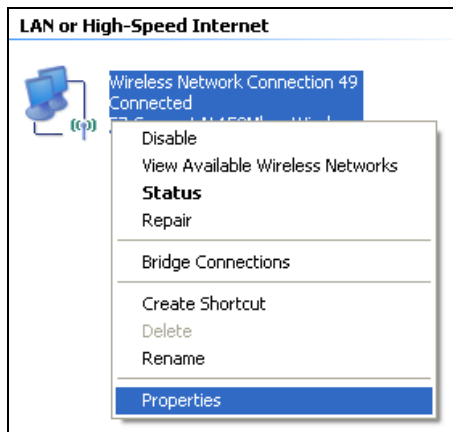 LAN or High-Speed Internet
Wireless Network Connection 49
Connected
Disable
View Available Wireless Networks
Status
Repair
Bridge Connections
Create Shortcut
Delete
Rename
Properties